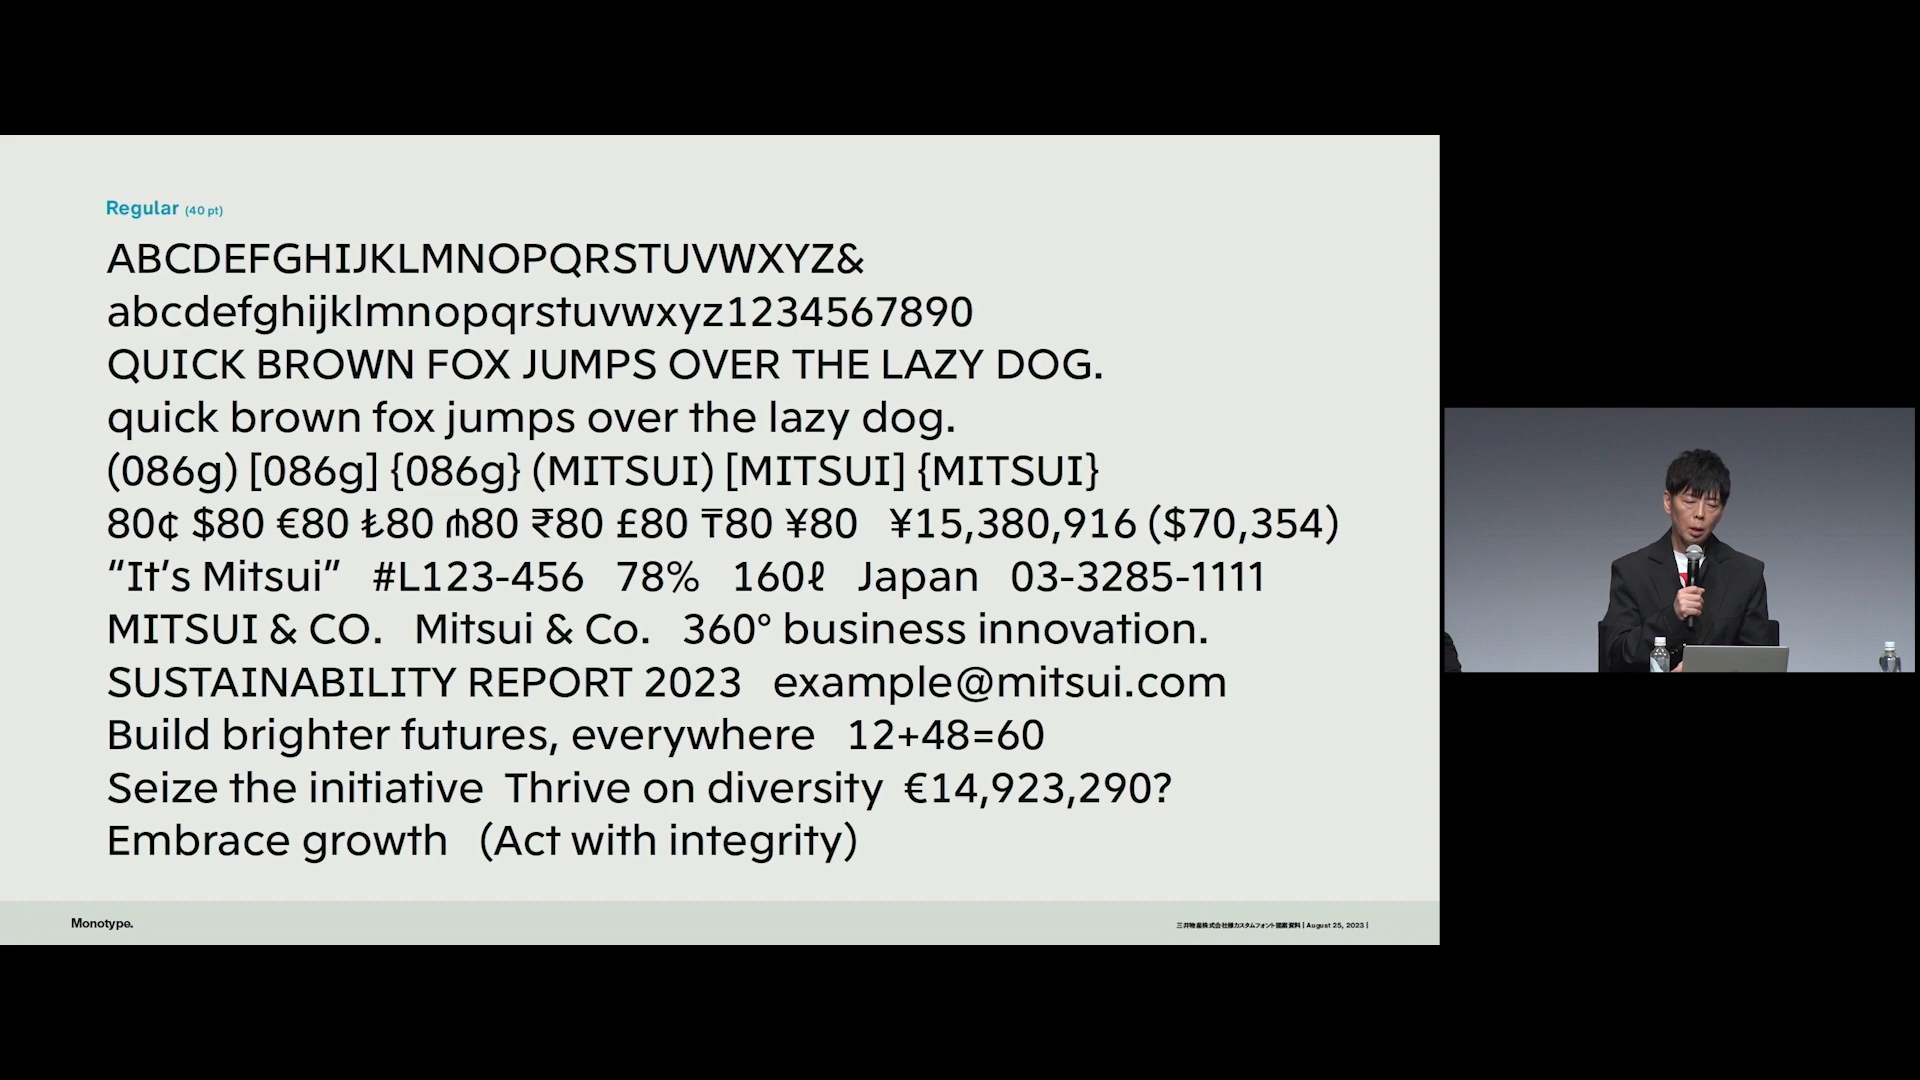 Regular (40 pt)
ABCDEFGHIJKLMNOPQRSTUVWXYZ&
abcdefghijklmnopqrstuvwxyz1234567890
QUICK BROWN FOX JUMPS OVER THE LAZY DOG.
quick brown fox jumps over the lazy dog.
(086g) [086g] {086g} (MITSUI) [MITSUI] {MITSUI}
80¢ $80 €80 ₺80 ₼80 ₹80 £80 ₸80 ¥80 ¥15,380,916 ($70,354)
“It’s Mitsui” #L123-456 78% 160ℓ Japan 03-3285-1111
MITSUI & CO. Mitsui & Co. 360° business innovation.
SUSTAINABILITY REPORT 2023 example@mitsui.com
Build brighter futures, everywhere 12+48=60
Seize the initiative Thrive on diversity €14,923,290?
Embrace growth (Act with integrity)
Monotype.
三井物産株式会社様カスタムフォント提案資料 | August 25, 2023 |